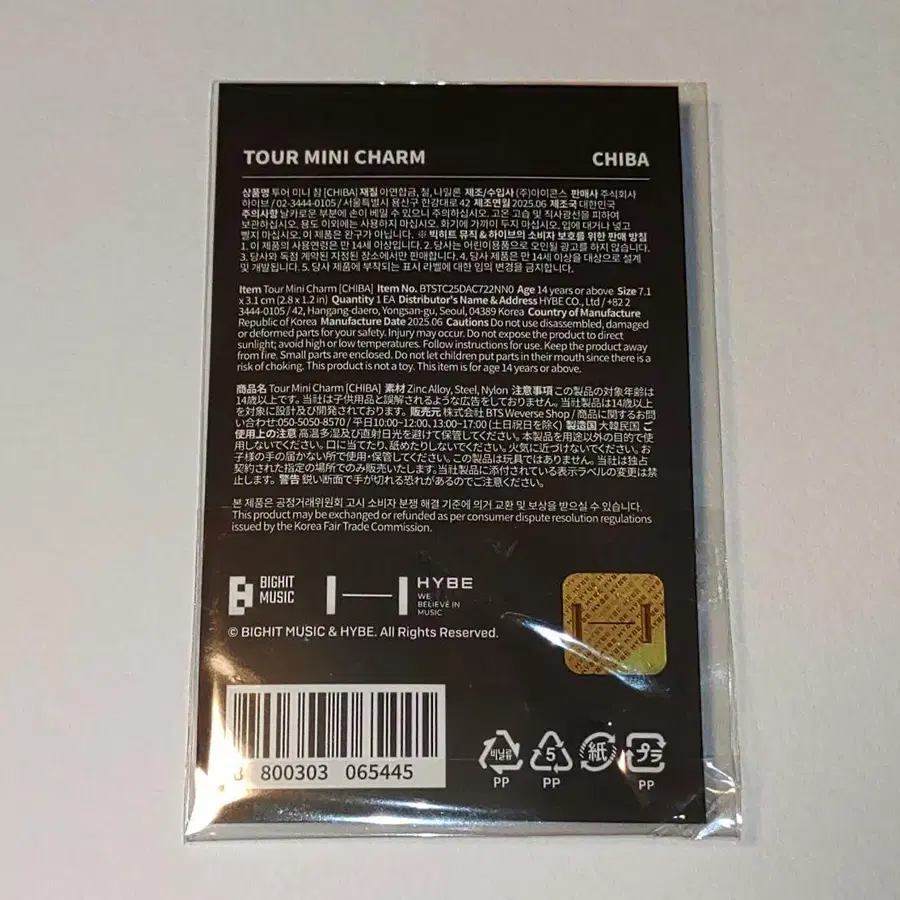 TOUR MINI CHARM CHIBA
상품명 투어 미니 참 [CHIBA] 재질 아연합금, 철, 나일론 제조/수입사 (주)아이콘스 판매사 주식회사
하이브 / 02-3444-0105 / 서울특별시 용산구 한강대로 42 제조연월 2025.06 제조국 대한민국
주의사항 날카로운 부분에 손이 베일 수 있으니 주의하십시오. 고온 고습 및 직사광선을 피하여
보관하십시오. 용도 이외에는 사용하지 마십시오. 화기에 가까이 두지 마십시오. 입에 대거나 넣고
빨지 마십시오. 이 제품은 완구가 아닙니다. ※ 빅히트 뮤직 & 하이브의 소비자 보호를 위한 판매 방침
1. 이 제품의 사용연령은 만 14세 이상입니다. 2. 당사는 어린이용품으로 오인될 광고를 하지 않습니다.
3. 당사와 독점 계약된 지정된 장소에서만 판매합니다. 4. 당사 제품은 만 14세 이상을 대상으로 설계
및 개발됩니다. 5. 당사 제품에 부착되는 표시 라벨에 대한 임의 변경을 금지합니다.
Item Tour Mini Charm [CHIBA] Item No. BTSTC25DAC722NN0 Age 14 years or above Size 7.1
x 3.1 cm (2.8 x 1.2 in) Quantity 1 EA Distributor's Name & Address HYBE CO., Ltd / +82 2
3444-0105 / 42, Hangang-daero, Yongsan-gu, Seoul, 04389 Korea Country of Manufacture
Republic of Korea Manufacture Date 2025.06 Cautions Do not use disassembled, damaged
or deformed parts for your safety. Injury may occur. Do not expose the product to direct
sunlight; avoid high or low temperatures. Follow instructions for use. Keep the product away
from fire. Small parts are enclosed. Do not let children put parts in their mouth since there is a
risk of choking. This product is not a toy. This item is for age 14 years or above.
商品名 Tour Mini Charm [CHIBA] 素材 Zinc Alloy, Steel, Nylon 注意事項 この製品の対象年齢は
14歳以上です。当社は子供用品と誤解されるような広告をしておりません。当社製品は14歳以上
を対象に設計及び開発されております。販売元 株式会社 BTS Weverse Shop / 商品に関するお問
い合わせ:050-5050-8570 / 平日10:00~12:00、13:00~17:00 (土日祝日を除く) 製造国 大韓民国 ご
使用上の注意 高温多湿及び直射日光を避けて保管してください。本製品を用途以外の目的で使
用しないでください。火気に近づけないでください。口に当てたり、舐めたりしないでください。お
子様の手の届かない所で使用・保管してください。この製品は玩具ではありません。当社は独占
契約された指定の場所でのみ販売いたします。当社製品に添付されている表示ラベルの変更は禁
止します。警告 鋭い断面で手が切れる恐れがあるのでご注意ください。
본 제품은 공정거래위원회 고시 소비자 분쟁 해결 기준에 의거 교환 및 보상을 받으실 수 있습니다.
This product may be exchanged or refunded as per consumer dispute resolution regulations
issued by the Korea Fair Trade Commission.
BIGHIT
MUSIC
HYBE
WE
BELIEVE IN
MUSIC
© BIGHIT MUSIC & HYBE. All Rights Reserved.
8 800303 065445
비닐류 5 紙 プラ
PP PP PP